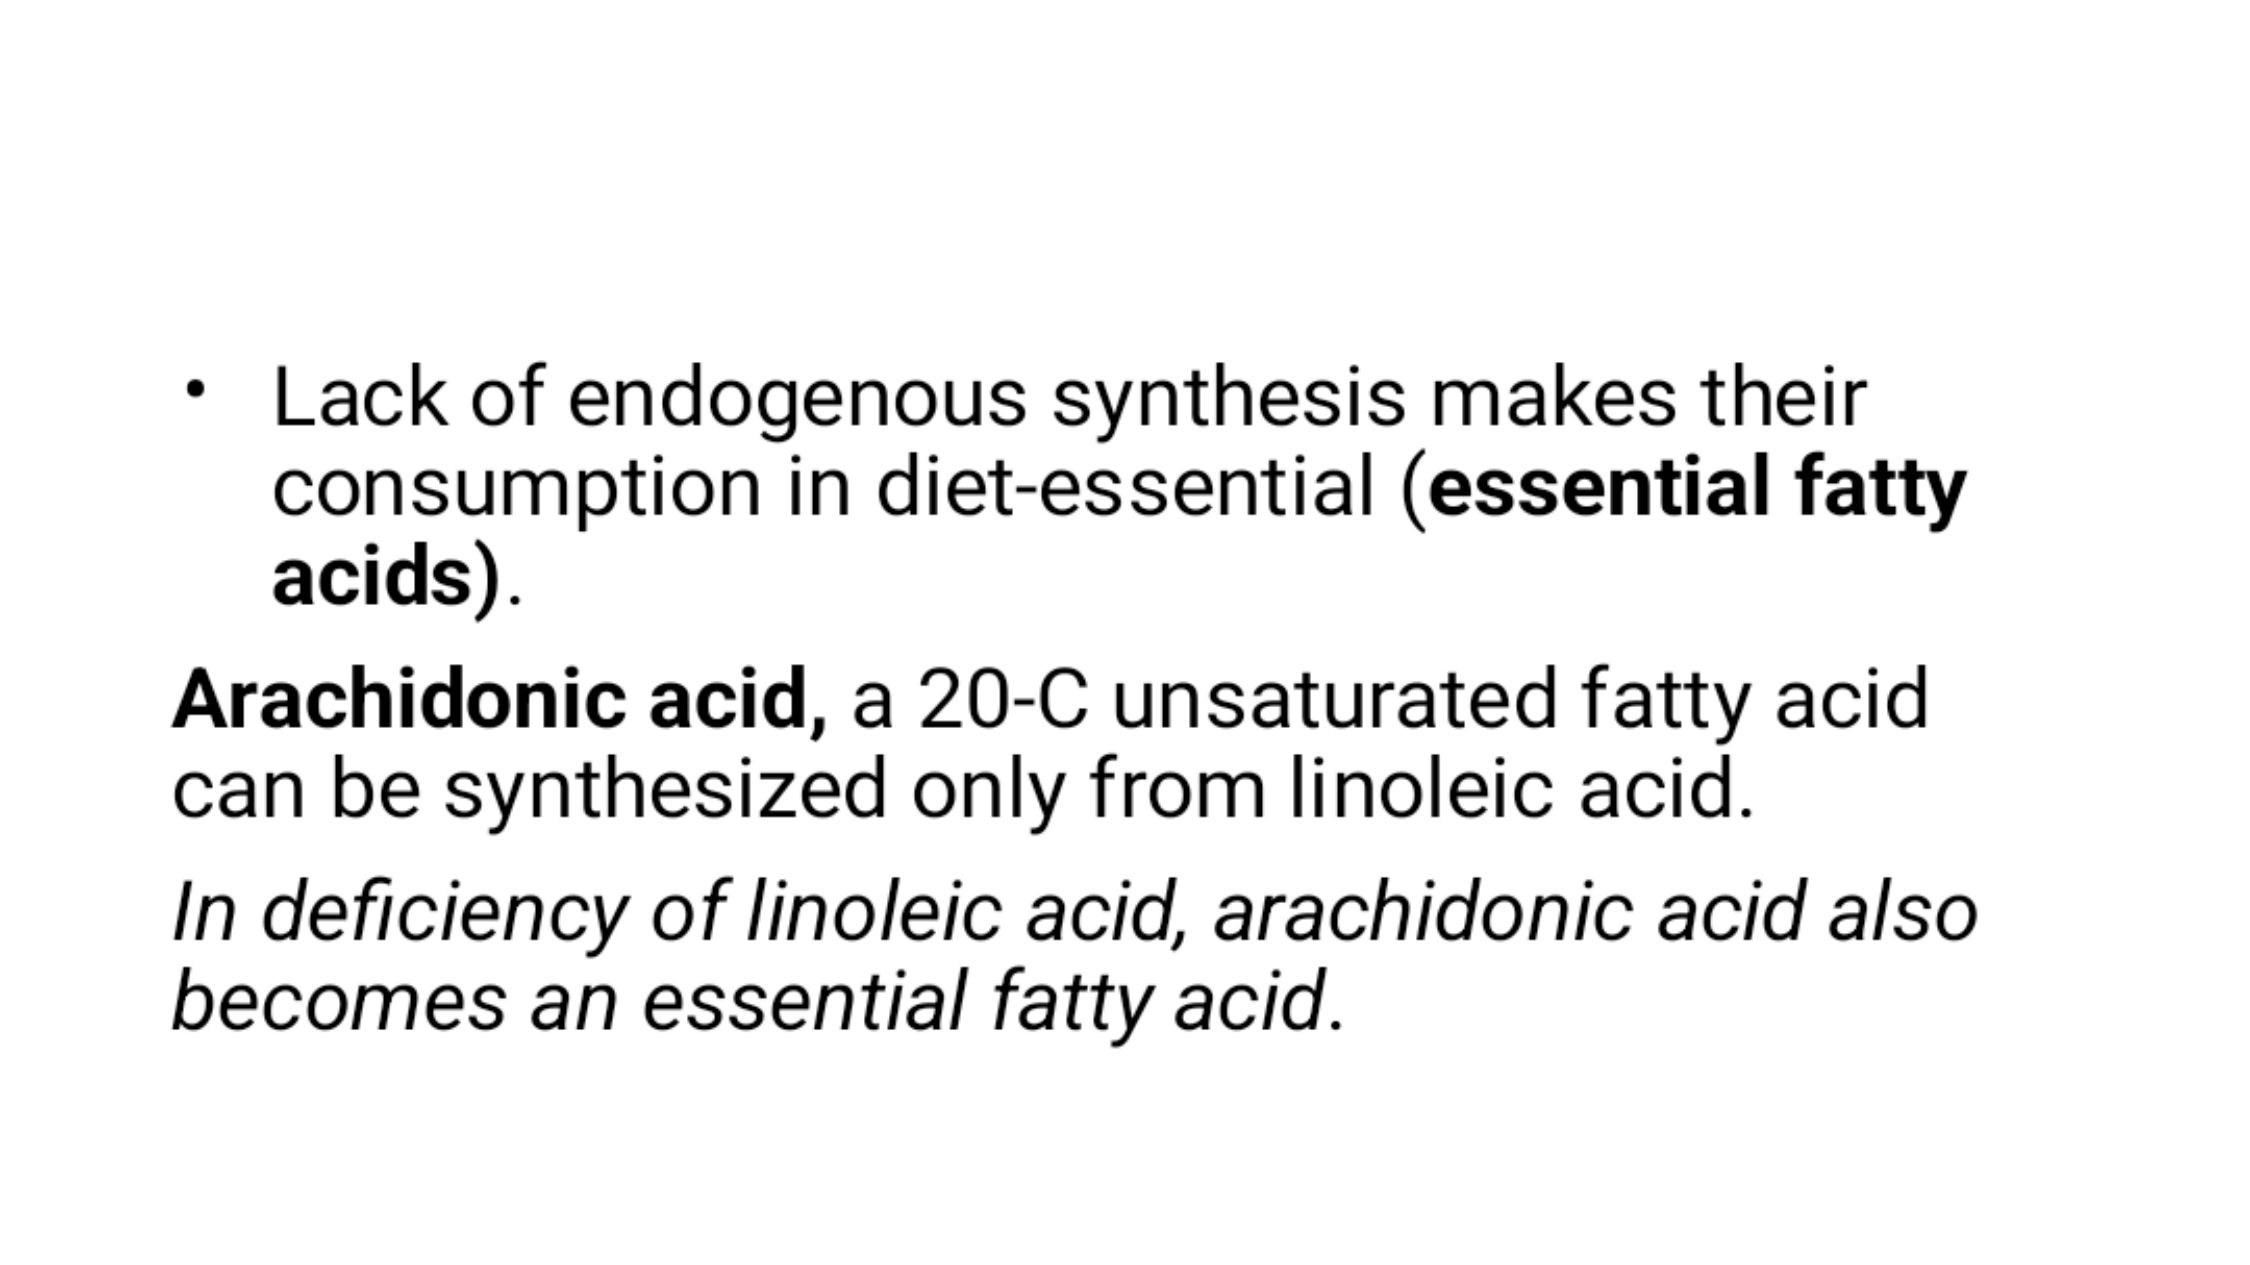 • Lack of endogenous synthesis makes their
consumption in diet-essential (essential fatty
acids).
Arachidonic acid, a 20-C unsaturated fatty acid
can be synthesized only from linoleic acid.
In deficiency of linoleic acid, arachidonic acid also
becomes an essential fatty acid.